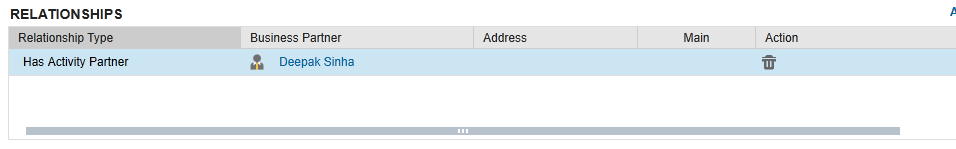 RELATIONSHIPS
Relationship Type Business Partner Address Main Action
Has Activity Partner Deepak Sinha